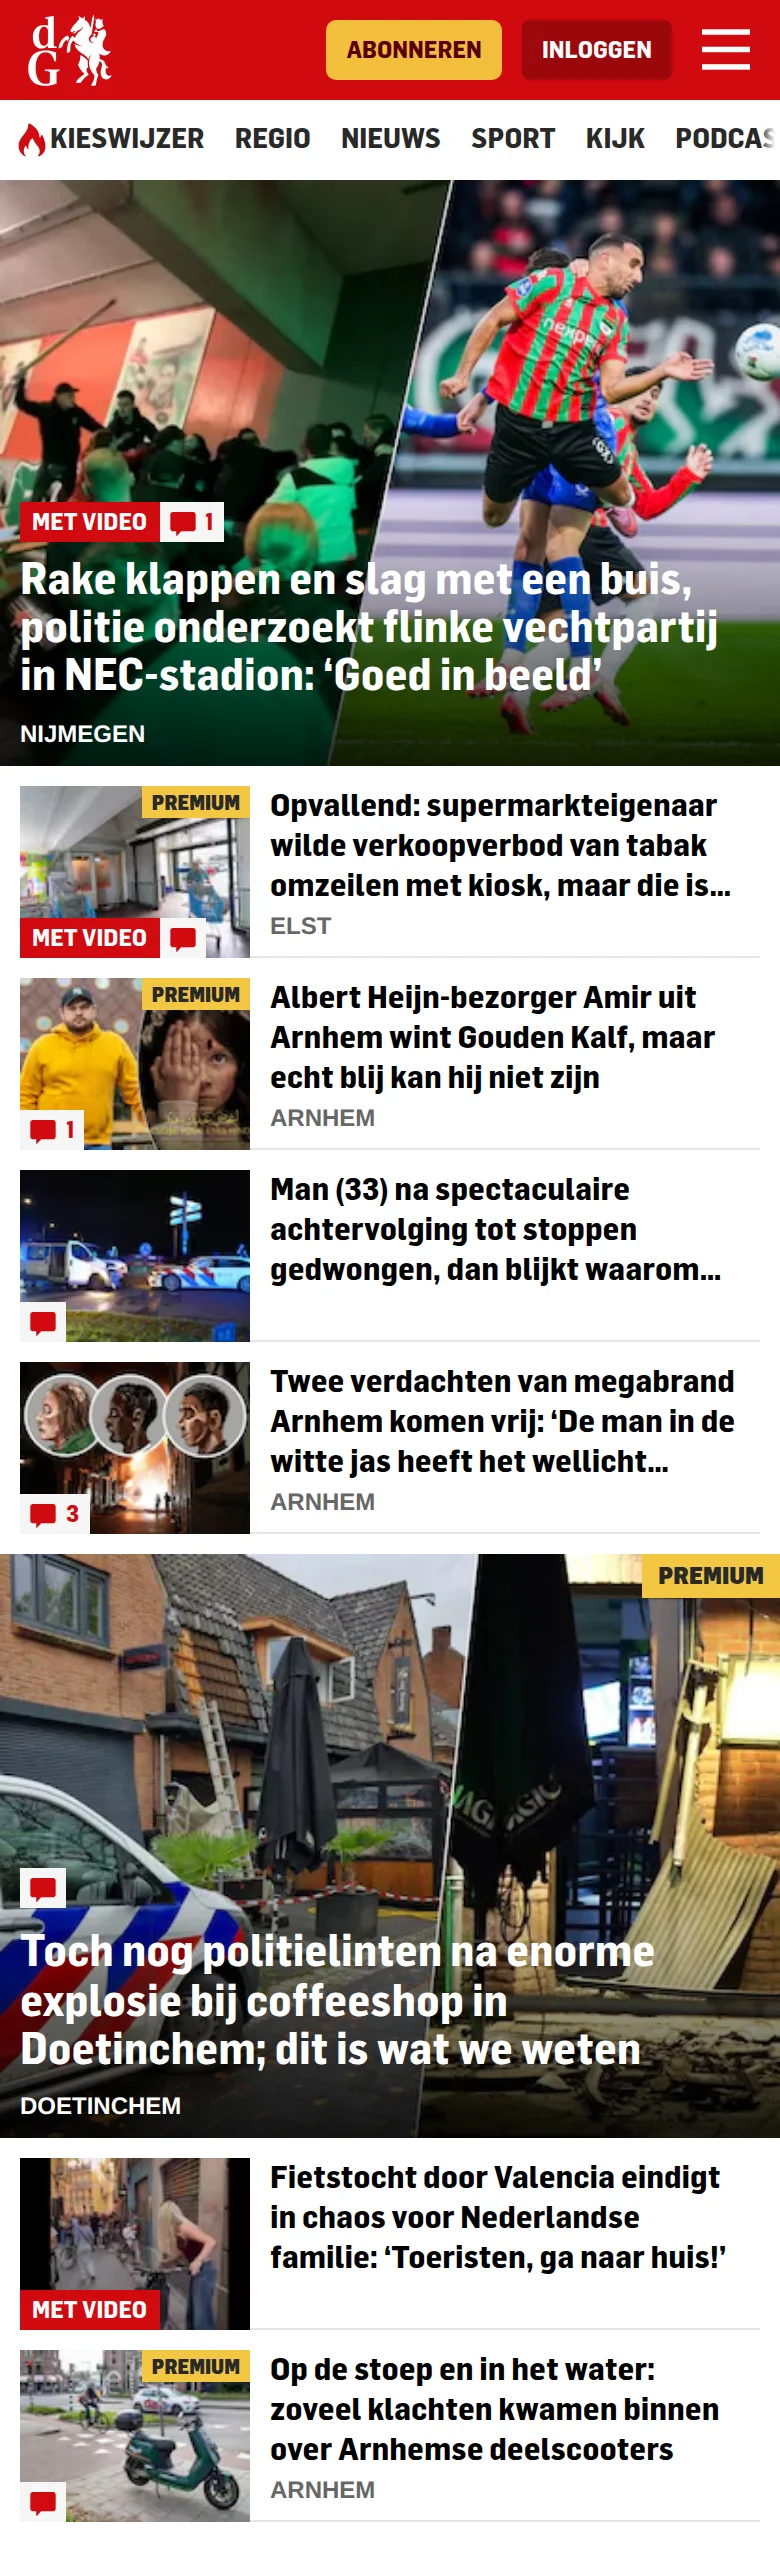 dG
ABONNEREN
INLOGGEN
KIESWIJZER REGIO NIEUWS SPORT KIJK PODCAS
nexperia
MET VIDEO 1
Rake klappen en slag met een buis,
politie onderzoekt flinke vechtpartij
in NEC-stadion: ‘Goed in beeld’
NIJMEGEN
PREMIUM
MET VIDEO
Opvallend: supermarkteigenaar
wilde verkoopverbod van tabak
omzeilen met kiosk, maar die is...
ELST
PREMIUM
1
Albert Heijn-bezorger Amir uit
Arnhem wint Gouden Kalf, maar
echt blij kan hij niet zijn
ARNHEM
Man (33) na spectaculaire
achtervolging tot stoppen
gedwongen, dan blijkt waarom...
3
Twee verdachten van megabrand
Arnhem komen vrij: ‘De man in de
witte jas heeft het wellicht...
ARNHEM
PREMIUM
Toch nog politielinten na enorme
explosie bij coffeeshop in
Doetinchem; dit is wat we weten
DOETINCHEM
MET VIDEO
Fietstocht door Valencia eindigt
in chaos voor Nederlandse
familie: ‘Toeristen, ga naar huis!’
PREMIUM
Op de stoep en in het water:
zoveel klachten kwamen binnen
over Arnhemse deelscooters
ARNHEM